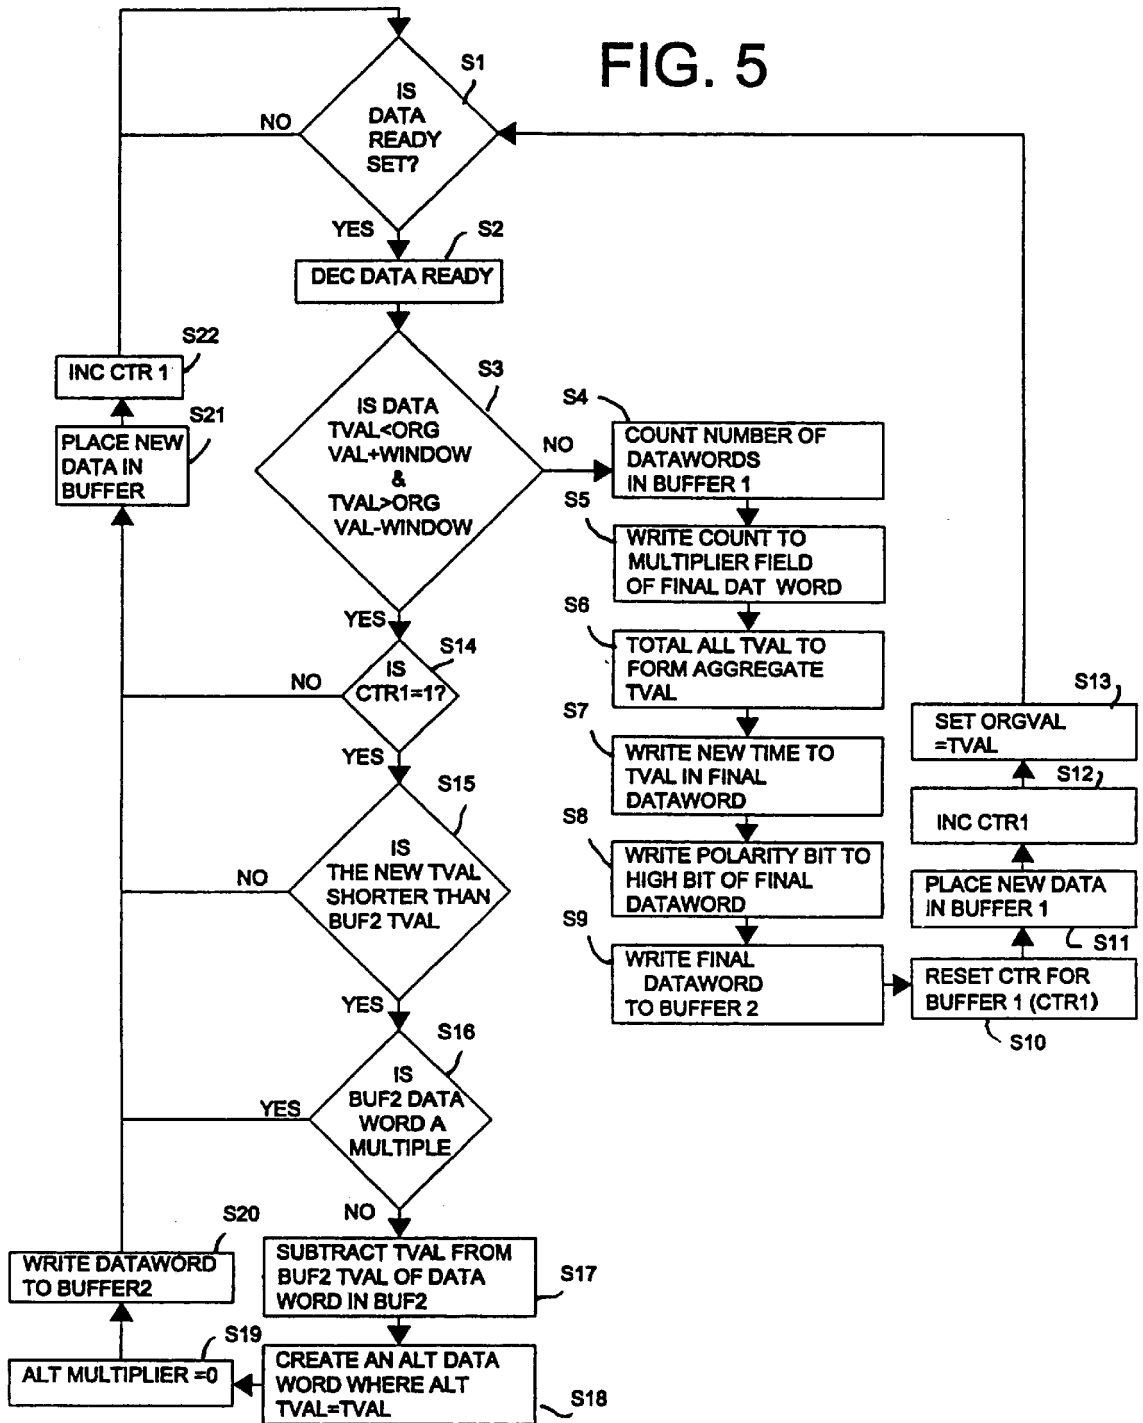 FIG. 5
S1
IS
DATA
READY
SET?
NO
YES
S2
DEC DATA READY
S22
INC CTR 1
S21
PLACE NEW
DATA IN
BUFFER
S3
IS DATA
TVAL<ORG
VAL+WINDOW
&
TVAL>ORG
VAL-WINDOW
NO
YES
S4
COUNT NUMBER OF
DATAWORDS
IN BUFFER 1
S5
WRITE COUNT TO
MULTIPLIER FIELD
OF FINAL DAT WORD
S6
TOTAL ALL TVAL TO
FORM AGGREGATE
TVAL
S7
WRITE NEW TIME TO
TVAL IN FINAL
DATAWORD
S8
WRITE POLARITY BIT TO
HIGH BIT OF FINAL
DATAWORD
S9
WRITE FINAL
DATAWORD
TO BUFFER 2
S13
SET ORGVAL
=TVAL
S12
INC CTR1
PLACE NEW DATA
IN BUFFER 1
S11
RESET CTR FOR
BUFFER 1 (CTR1)
S10
S14
IS
CTR1=1?
NO
YES
S15
IS
THE NEW TVAL
SHORTER THAN
BUF2 TVAL
NO
YES
S16
IS
BUF2 DATA
WORD A
MULTIPLE
YES
NO
SUBTRACT TVAL FROM
BUF2 TVAL OF DATA
WORD IN BUF2
S17
CREATE AN ALT DATA
WORD WHERE ALT
TVAL=TVAL
S18
S19
ALT MULTIPLIER =0
S20
WRITE DATAWORD
TO BUFFER2